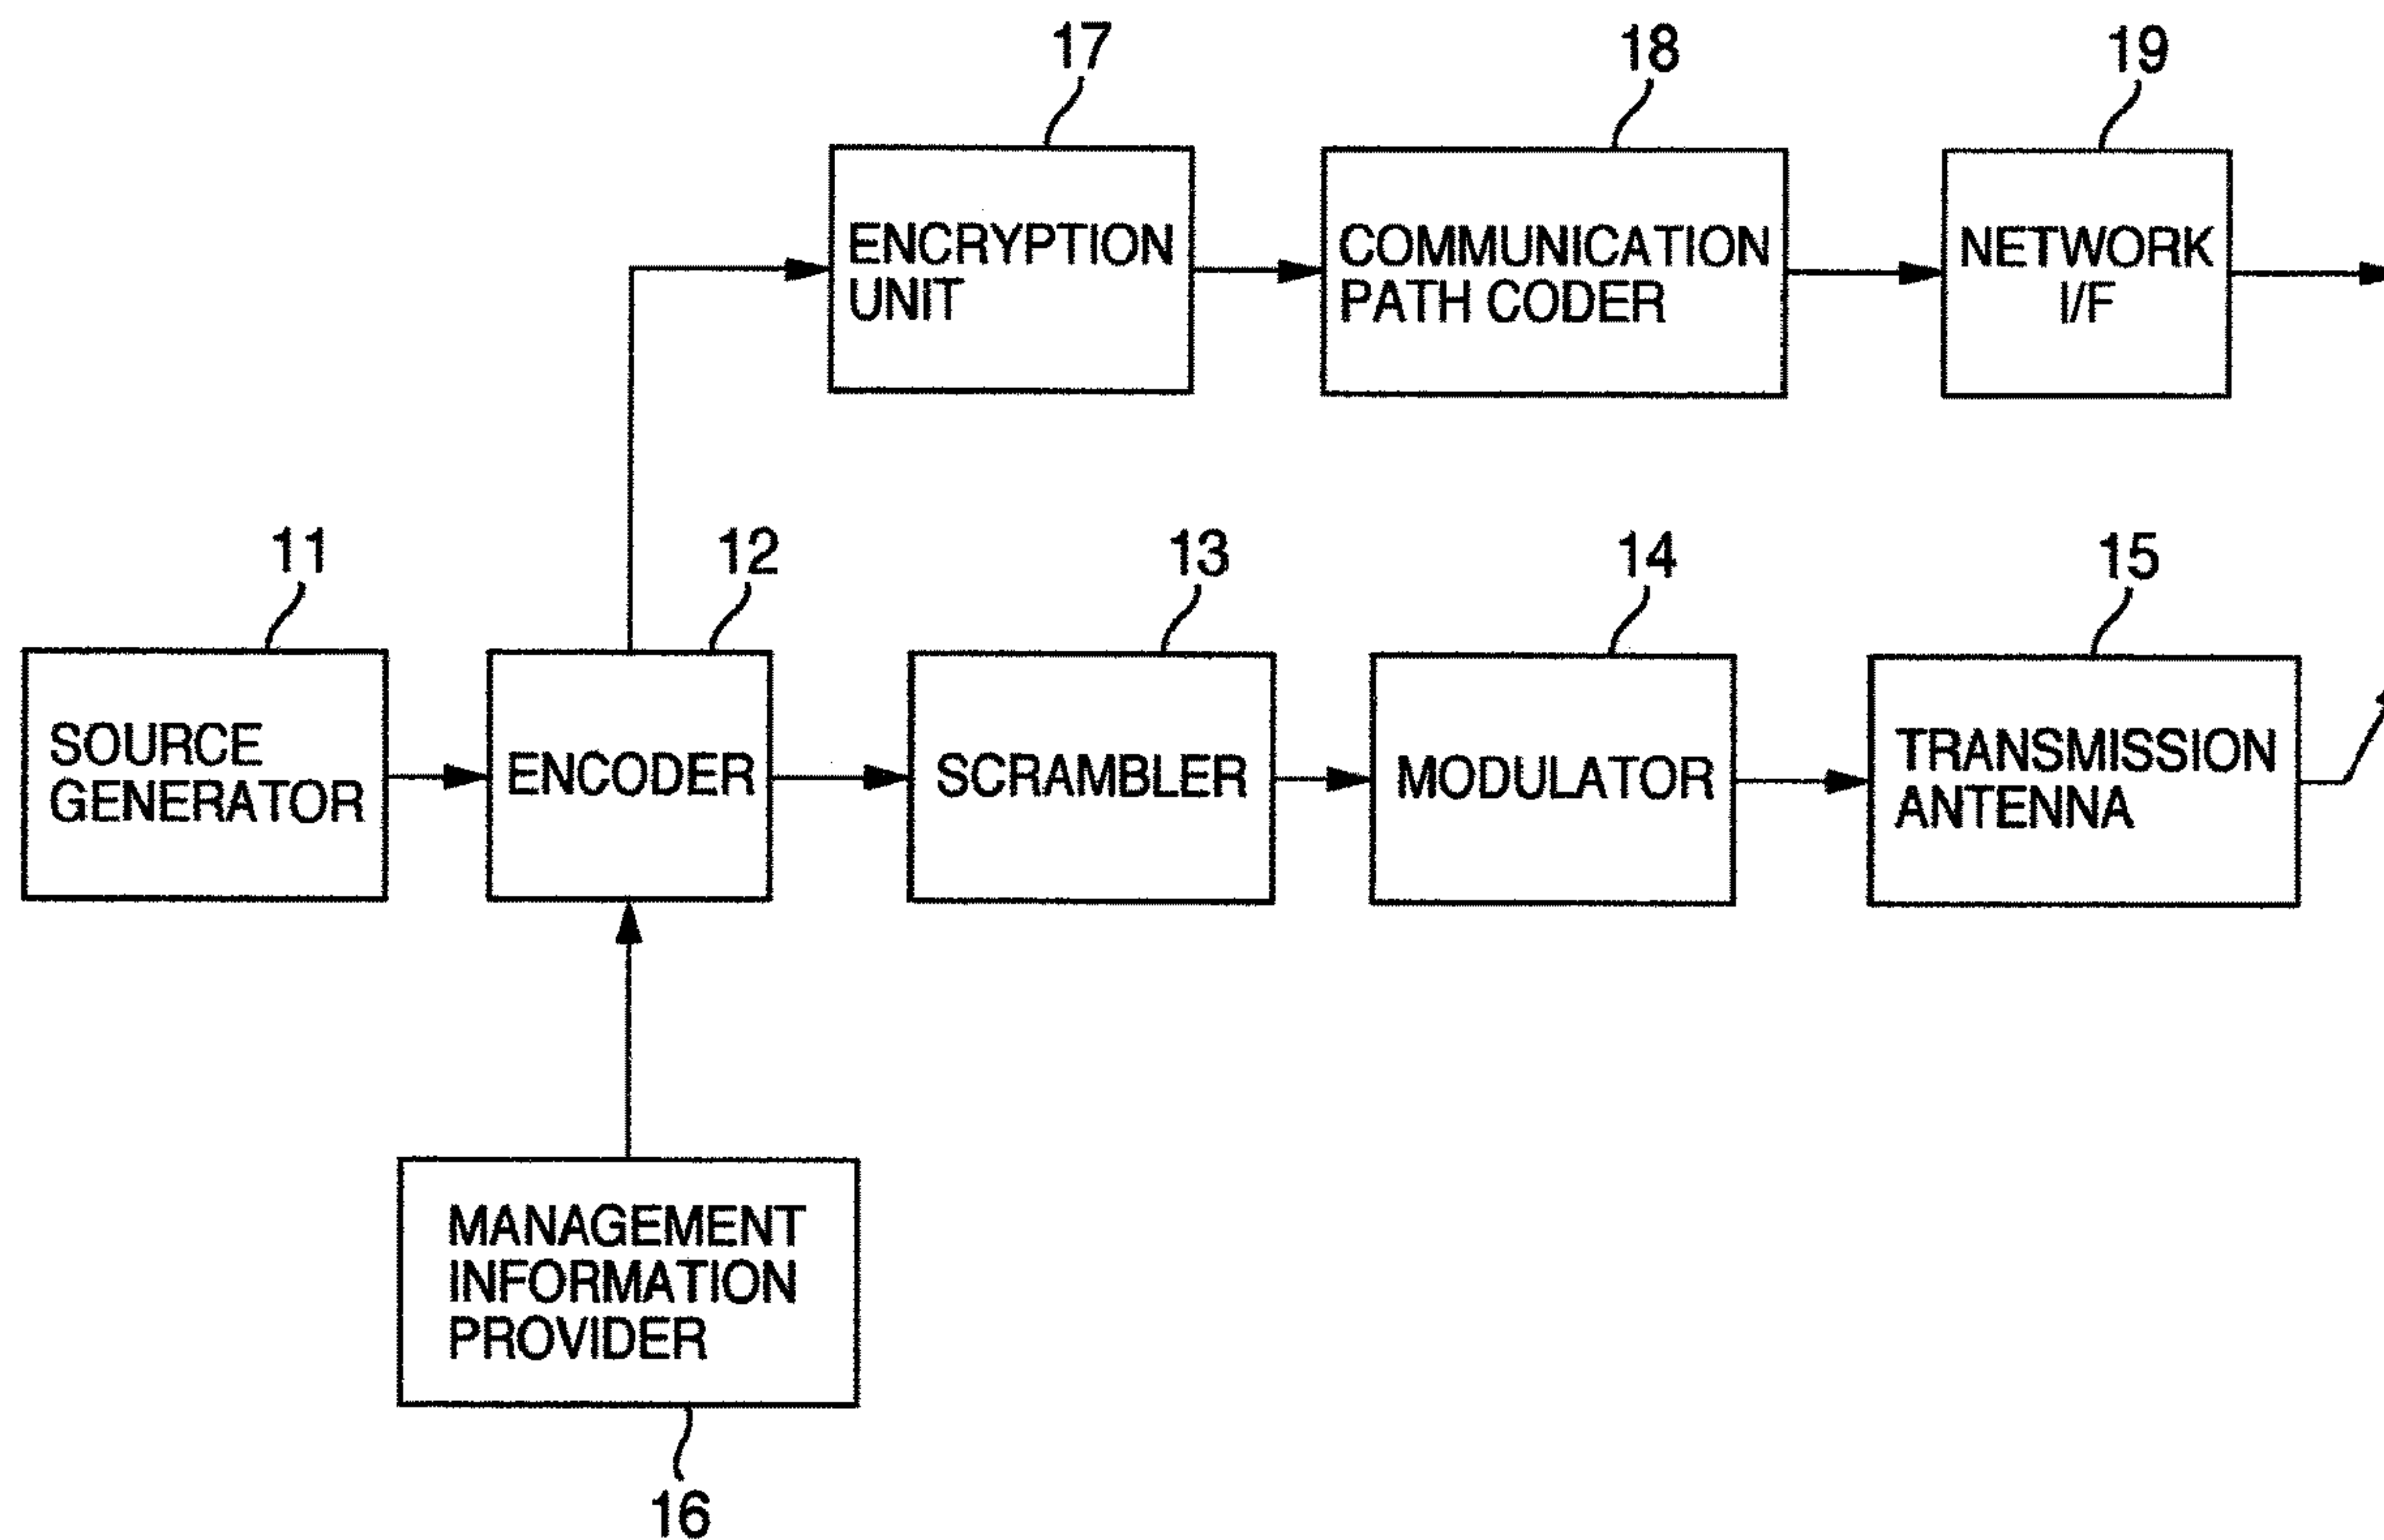 17
18
19
ENCRYPTION
UNIT
COMMUNICATION
PATH CODER
NETWORK
I/F
11
12
13
14
15
SOURCE
GENERATOR
ENCODER
SCRAMBLER
MODULATOR
TRANSMISSION
ANTENNA
MANAGEMENT
INFORMATION
PROVIDER
16